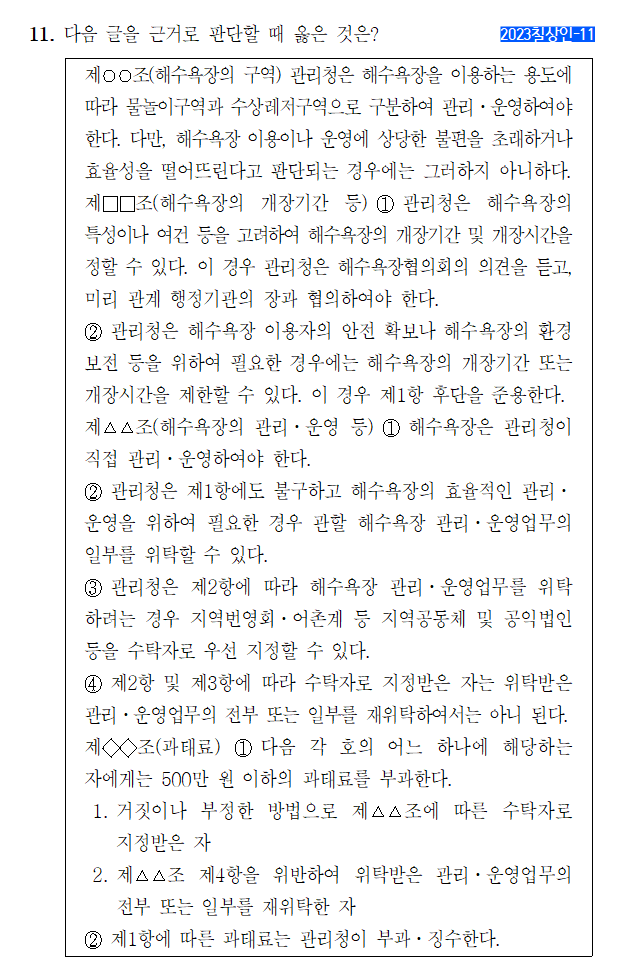 11. 다음 글을 근거로 판단할 때 옳은 것은?
2023칠상인-11
제○○조(해수욕장의 구역) 관리청은 해수욕장을 이용하는 용도에
따라 물놀이구역과 수상레저구역으로 구분하여 관리・운영하여야
한다. 다만, 해수욕장 이용이나 운영에 상당한 불편을 초래하거나
효율성을 떨어뜨린다고 판단되는 경우에는 그러하지 아니하다.
제□□조(해수욕장의 개장기간 등) ① 관리청은 해수욕장의
특성이나 여건 등을 고려하여 해수욕장의 개장기간 및 개장시간을
정할 수 있다. 이 경우 관리청은 해수욕장협의회의 의견을 듣고,
미리 관계 행정기관의 장과 협의하여야 한다.
② 관리청은 해수욕장 이용자의 안전 확보나 해수욕장의 환경
보전 등을 위하여 필요한 경우에는 해수욕장의 개장기간 또는
개장시간을 제한할 수 있다. 이 경우 제1항 후단을 준용한다.
제△△조(해수욕장의 관리・운영 등) ① 해수욕장은 관리청이
직접 관리・운영하여야 한다.
② 관리청은 제1항에도 불구하고 해수욕장의 효율적인 관리・
운영을 위하여 필요한 경우 관할 해수욕장 관리・운영업무의
일부를 위탁할 수 있다.
③ 관리청은 제2항에 따라 해수욕장 관리・운영업무를 위탁
하려는 경우 지역번영회・어촌계 등 지역공동체 및 공익법인
등을 수탁자로 우선 지정할 수 있다.
④ 제2항 및 제3항에 따라 수탁자로 지정받은 자는 위탁받은
관리・운영업무의 전부 또는 일부를 재위탁하여서는 아니 된다.
제◇◇조(과태료) ① 다음 각 호의 어느 하나에 해당하는
자에게는 500만 원 이하의 과태료를 부과한다.
1. 거짓이나 부정한 방법으로 제△△조에 따른 수탁자로
지정받은 자
2. 제△△조 제4항을 위반하여 위탁받은 관리・운영업무의
전부 또는 일부를 재위탁한 자
② 제1항에 따른 과태료는 관리청이 부과・징수한다.